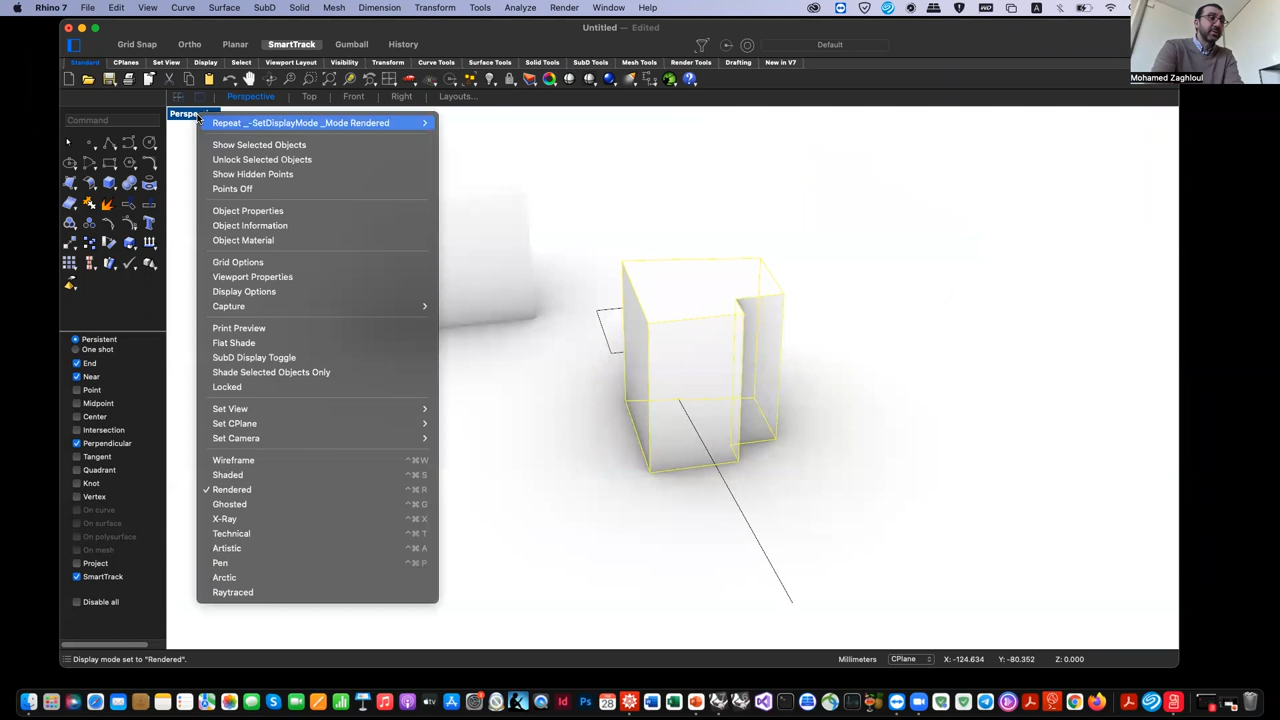 Rhino 7 File Edit View Curve Surface SubD Solid Mesh Dimension Transform Tools Analyze Render Window Help
Untitled — Edited
Grid Snap Ortho Planar SmartTrack Gumball History Default
Standard CPlanes Set View Display Select Viewport Layout Visibility Transform Curve Tools Surface Tools Solid Tools SubD Tools Mesh Tools Render Tools Drafting New in V7
Mohamed Zaghloul
Perspective Top Front Right Layouts...
Command
Repeat _-SetDisplayMode _Mode Rendered
Show Selected Objects
Unlock Selected Objects
Show Hidden Points
Points Off
Object Properties
Object Information
Object Material
Grid Options
Viewport Properties
Display Options
Capture
Print Preview
Flat Shade
SubD Display Toggle
Shade Selected Objects Only
Locked
Set View
Set CPlane
Set Camera
Wireframe ⌃⌘W
Shaded ⌃⌘S
✓ Rendered ⌃⌘R
Ghosted ⌃⌘G
X-Ray ⌃⌘X
Technical ⌃⌘T
Artistic ⌃⌘A
Pen ⌃⌘P
Arctic
Raytraced
Persistent
One shot
End
Near
Point
Midpoint
Center
Intersection
Perpendicular
Tangent
Quadrant
Knot
Vertex
On curve
On surface
On polysurface
On mesh
Project
SmartTrack
Disable all
Display mode set to "Rendered". Millimeters CPlane X: -124.634 Y: -80.352 Z: 0.000